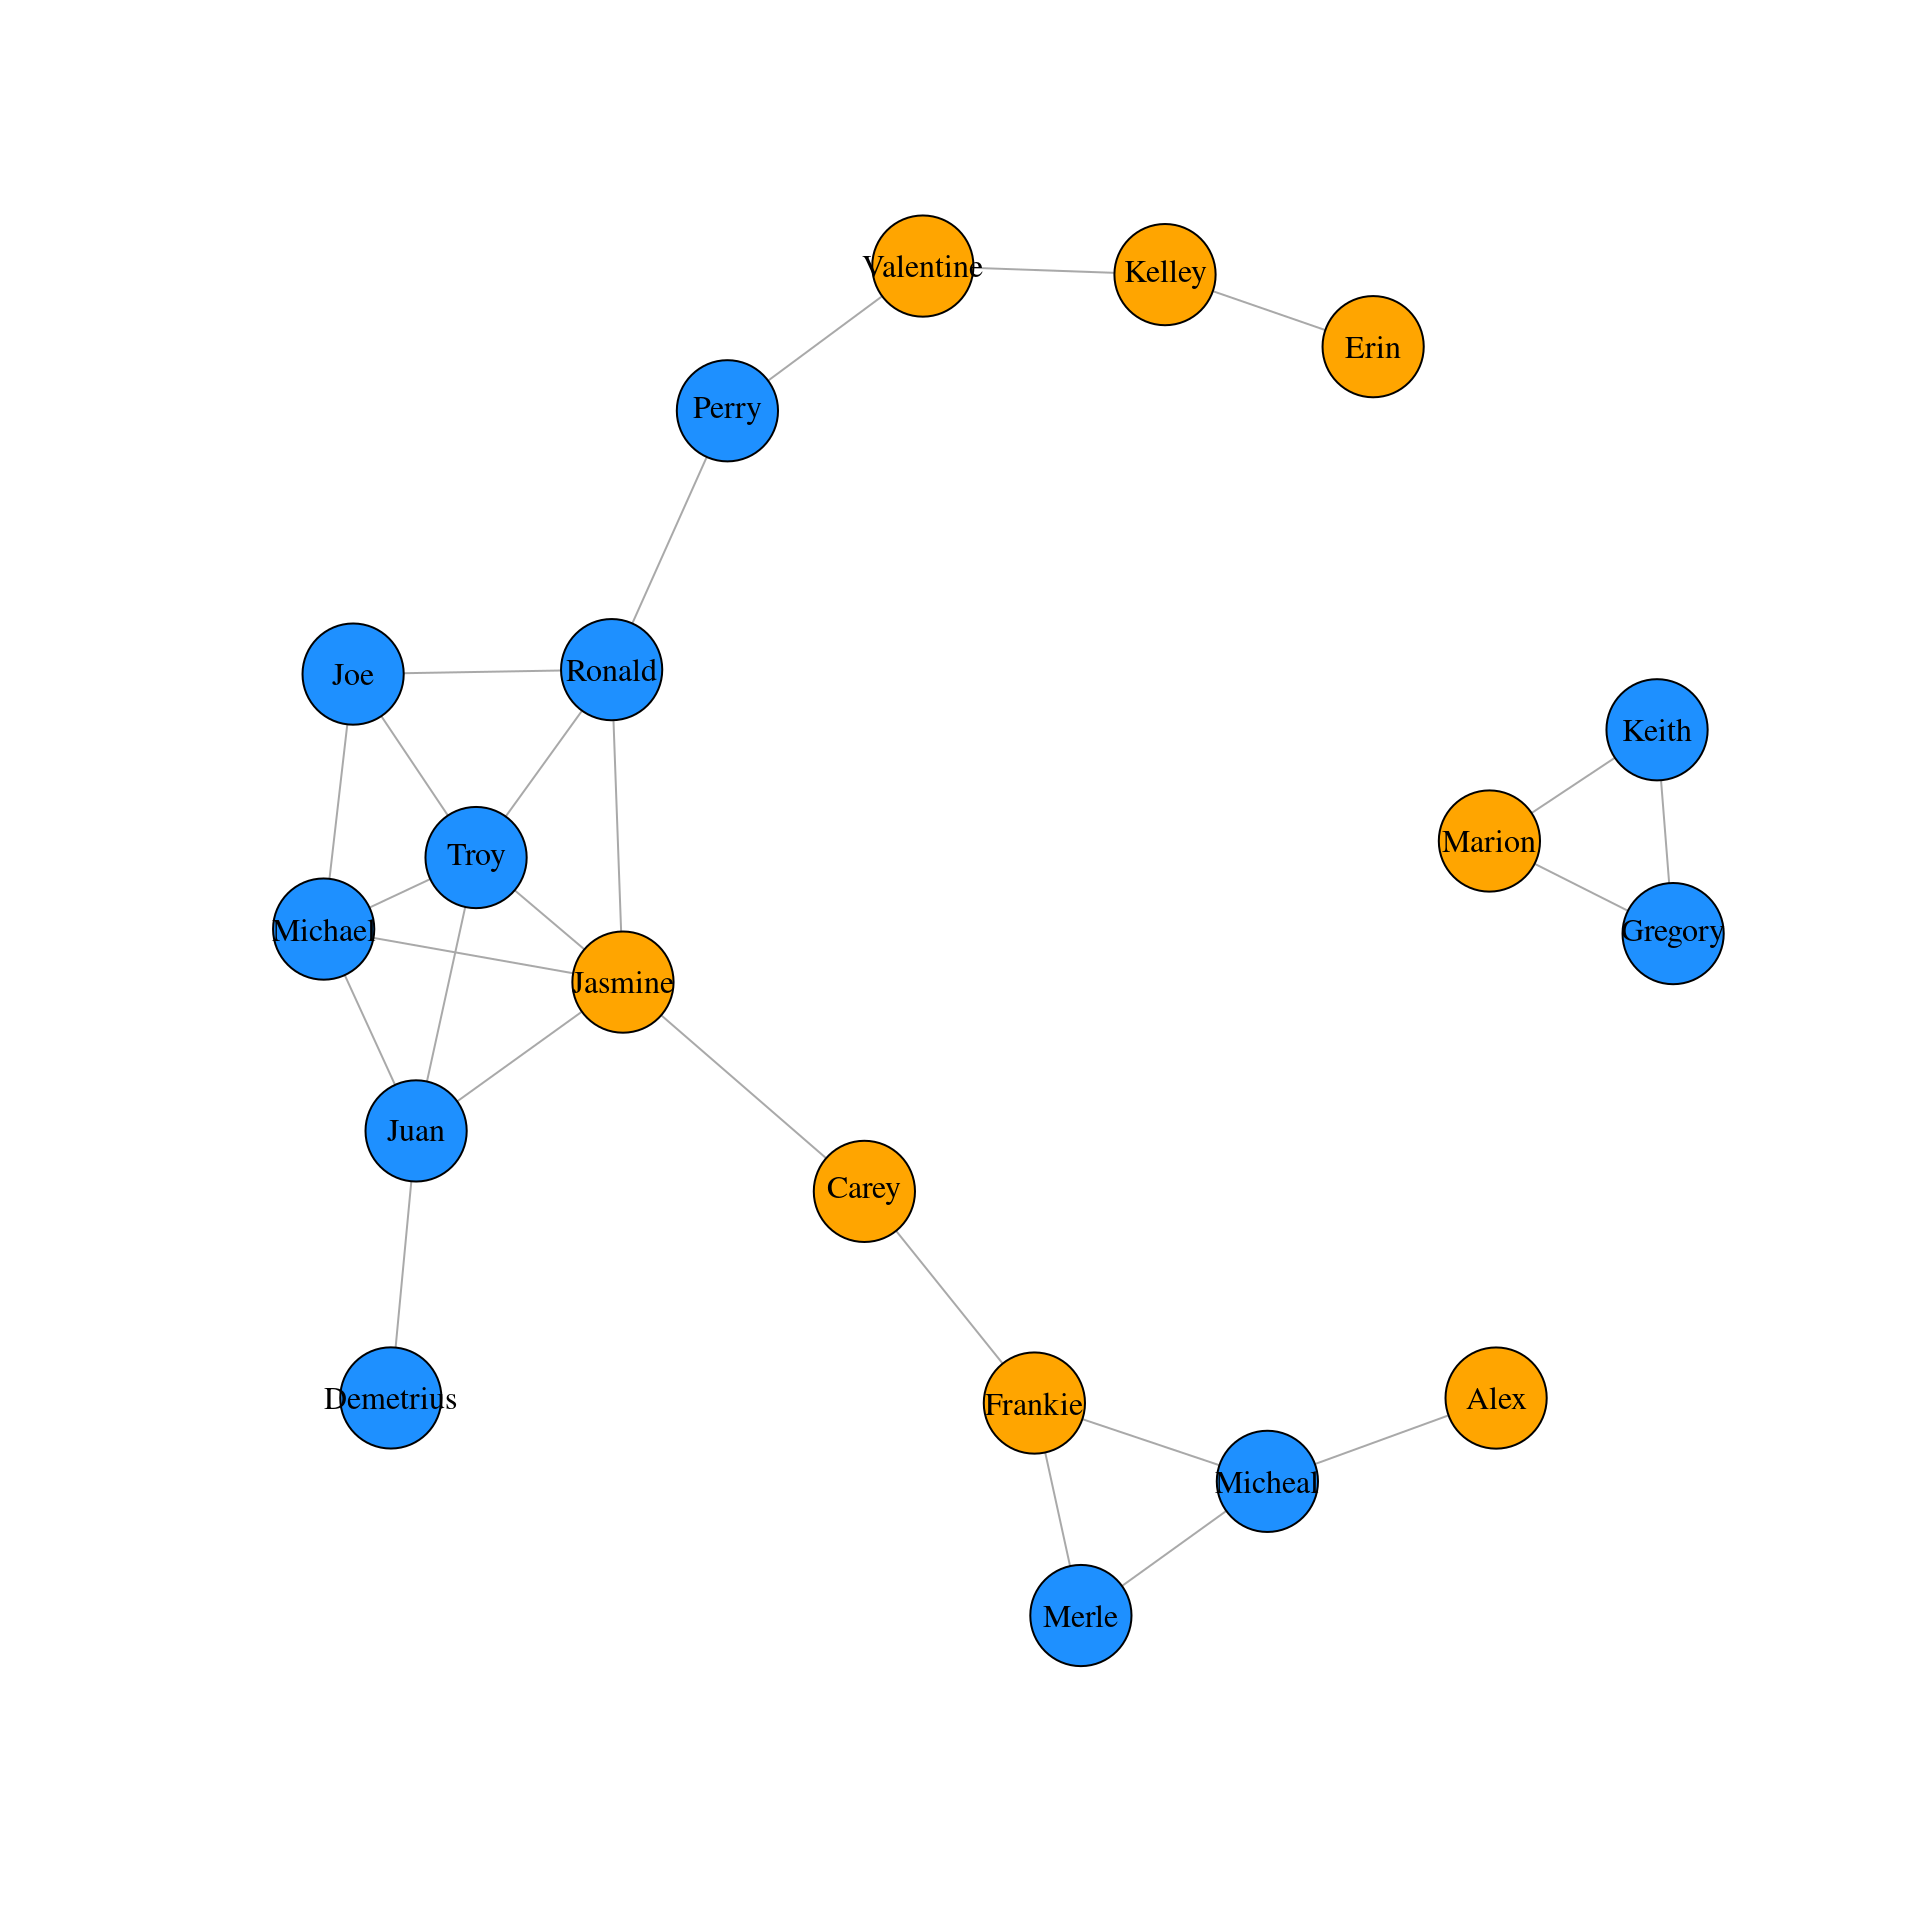 Valentine
Kelley
Erin
Perry
Joe
Ronald
Keith
Marion
Troy
Michael
Gregory
Jasmine
Juan
Carey
Demetrius
Frankie
Alex
Micheal
Merle